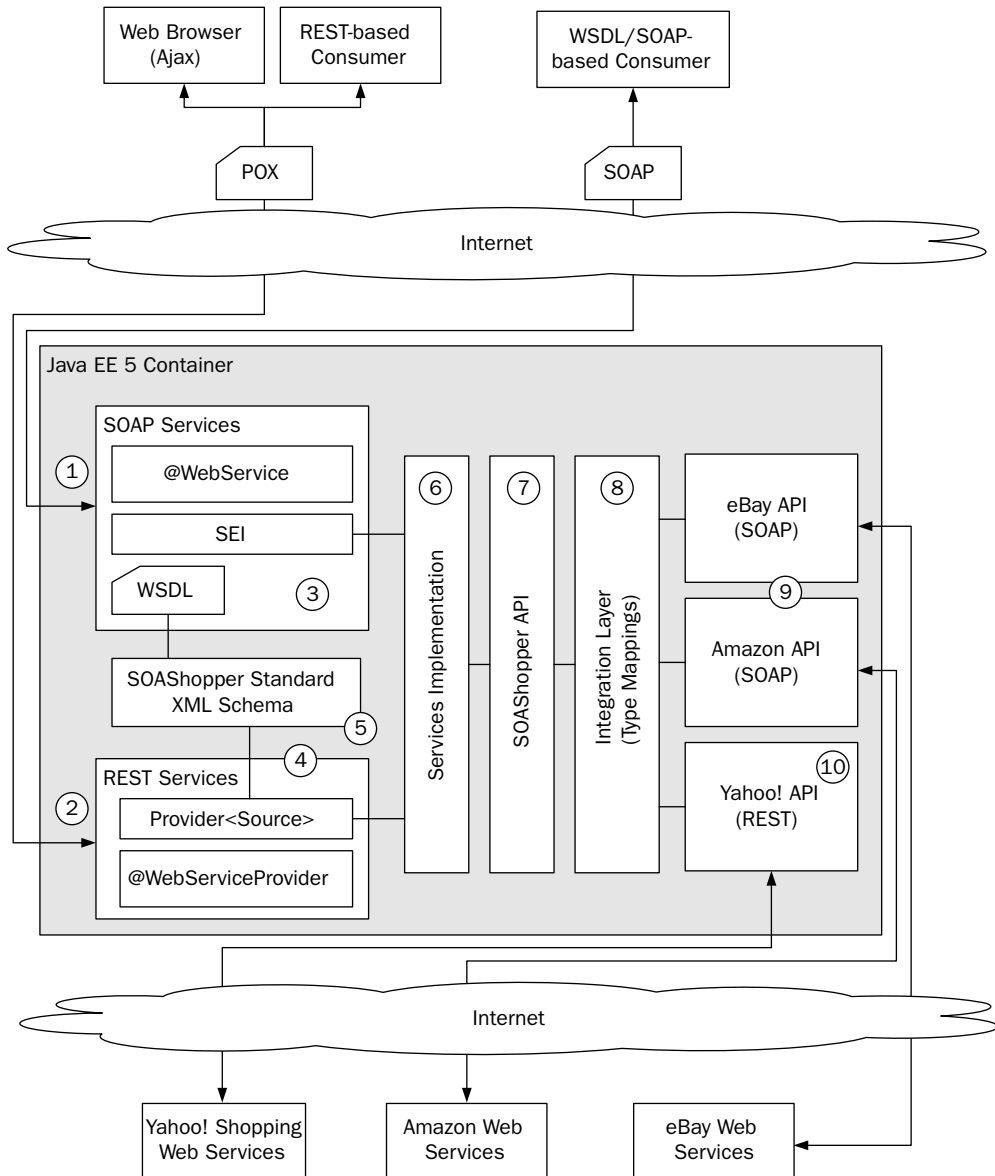 Web Browser
(Ajax)
REST-based
Consumer
WSDL/SOAP-
based Consumer
POX
SOAP
Internet
Java EE 5 Container
SOAP Services
1
@WebService
SEI
WSDL
3
SOAShopper Standard
XML Schema
5
4
REST Services
2
Provider<Source>
@WebServiceProvider
6
Services Implementation
7
SOAShopper API
8
Integration Layer
(Type Mappings)
eBay API
(SOAP)
9
Amazon API
(SOAP)
10
Yahoo! API
(REST)
Internet
Yahoo! Shopping
Web Services
Amazon Web
Services
eBay Web
Services